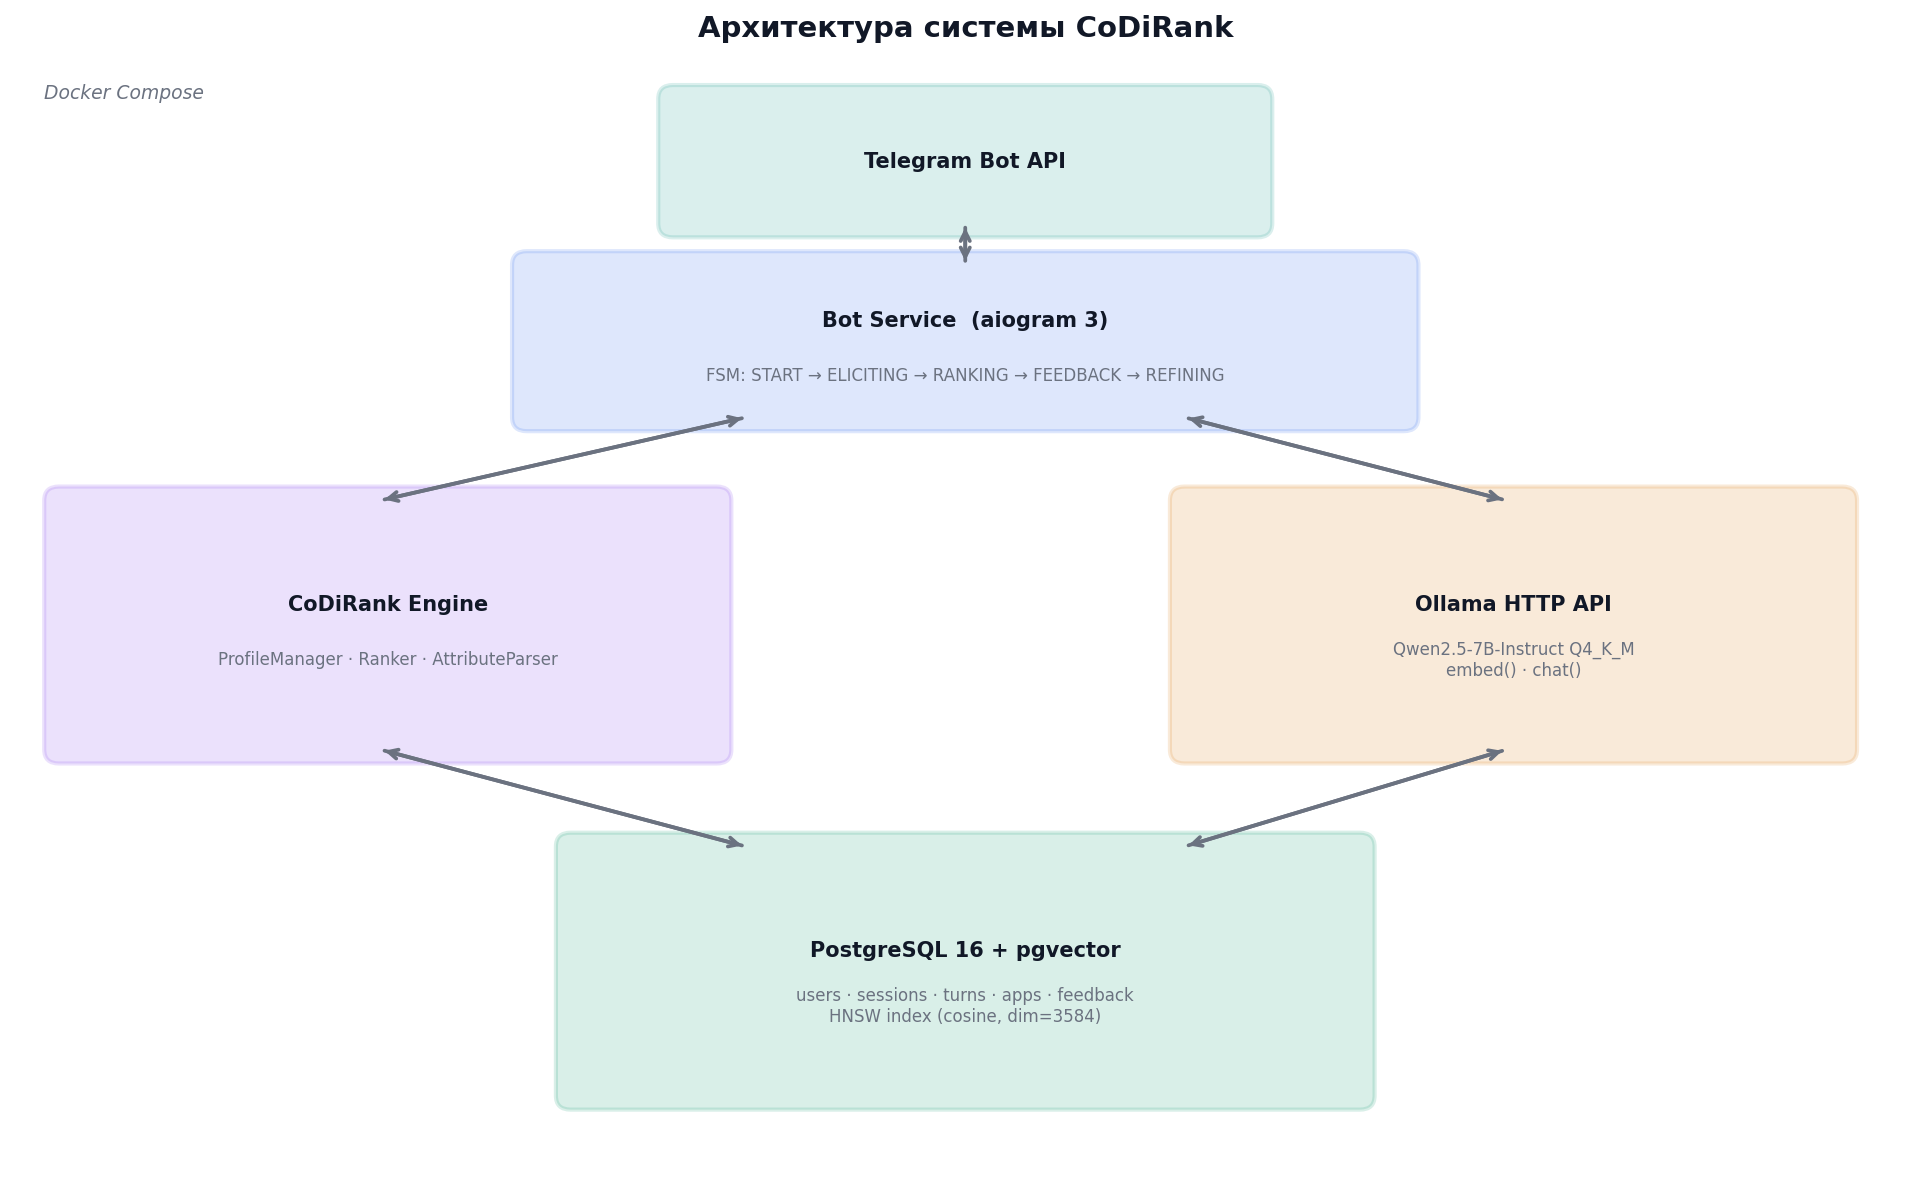 Архитектура системы CoDiRank
Docker Compose
Telegram Bot API
Bot Service (aiogram 3)
FSM: START → ELICITING → RANKING → FEEDBACK → REFINING
CoDiRank Engine
ProfileManager · Ranker · AttributeParser
Ollama HTTP API
Qwen2.5-7B-Instruct Q4_K_M
embed() · chat()
PostgreSQL 16 + pgvector
users · sessions · turns · apps · feedback
HNSW index (cosine, dim=3584)